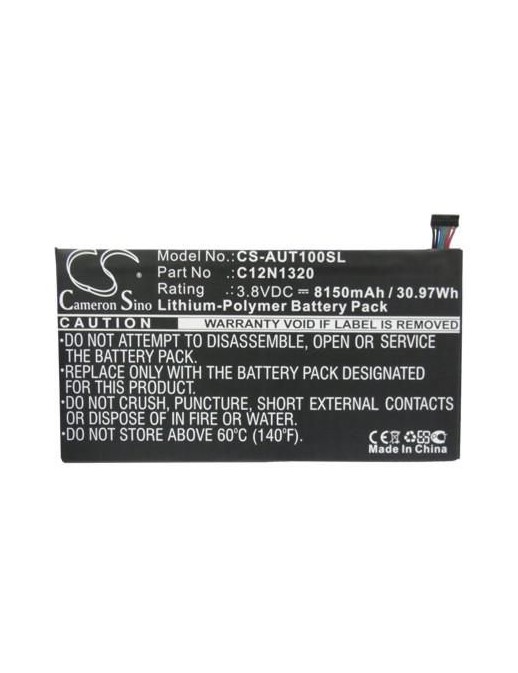 CS
Cameron Sino
Model No :CS-AUT100SL
Part No :C12N1320
Rating .:3.8VDC ⎓ 8150mAh / 30.97Wh
Lithium-Polymer Battery Pack
WARRANTY VOID IF LABEL IS REMOVED
•DO NOT ATTEMPT TO DISASSEMBLE, OPEN OR SERVICE
THE BATTERY PACK.
•REPLACE ONLY WITH THE BATTERY PACK DESIGNATED
FOR THIS PRODUCT.
•DO NOT CRUSH, PUNCTURE, SHORT EXTERNAL CONTACTS
OR DISPOSE OF IN FIRE OR WATER.
•DO NOT STORE ABOVE 60°C (140°F).
CE
Made In China